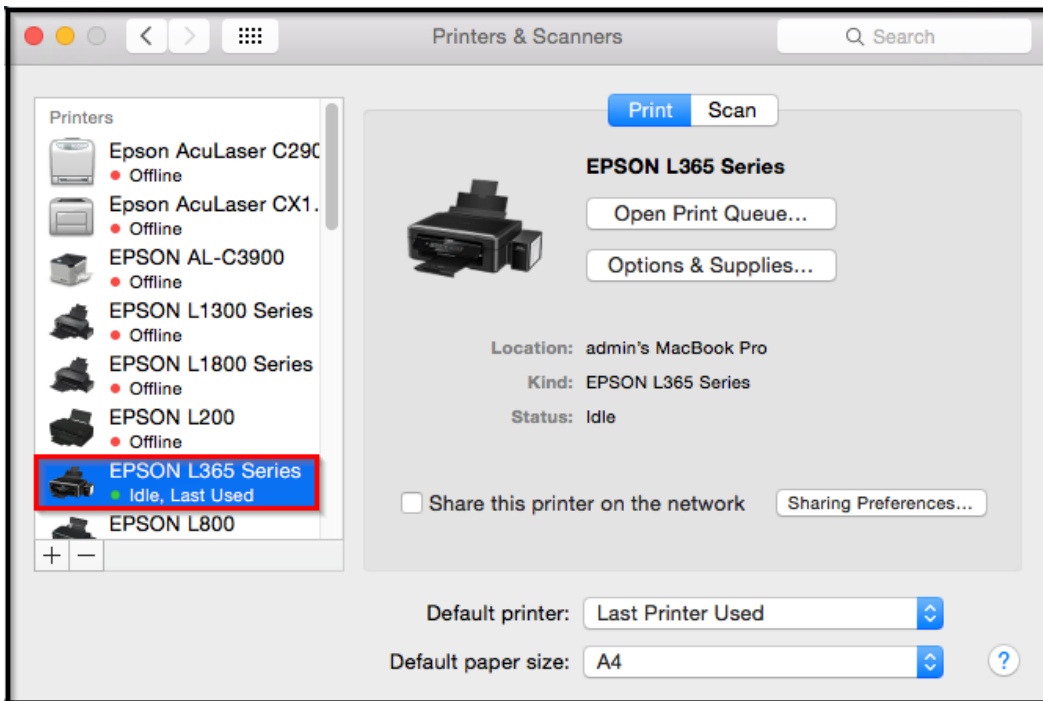 Printers & Scanners
Search
Printers
Epson AcuLaser C290
Offline
Epson AcuLaser CX1.
Offline
EPSON AL-C3900
Offline
EPSON L1300 Series
Offline
EPSON L1800 Series
Offline
EPSON L200
Offline
EPSON L365 Series
Idle, Last Used
EPSON L800
+ −
Print Scan
EPSON L365 Series
Open Print Queue...
Options & Supplies...
Location: admin's MacBook Pro
Kind: EPSON L365 Series
Status: Idle
Share this printer on the network Sharing Preferences...
Default printer: Last Printer Used
Default paper size: A4
?